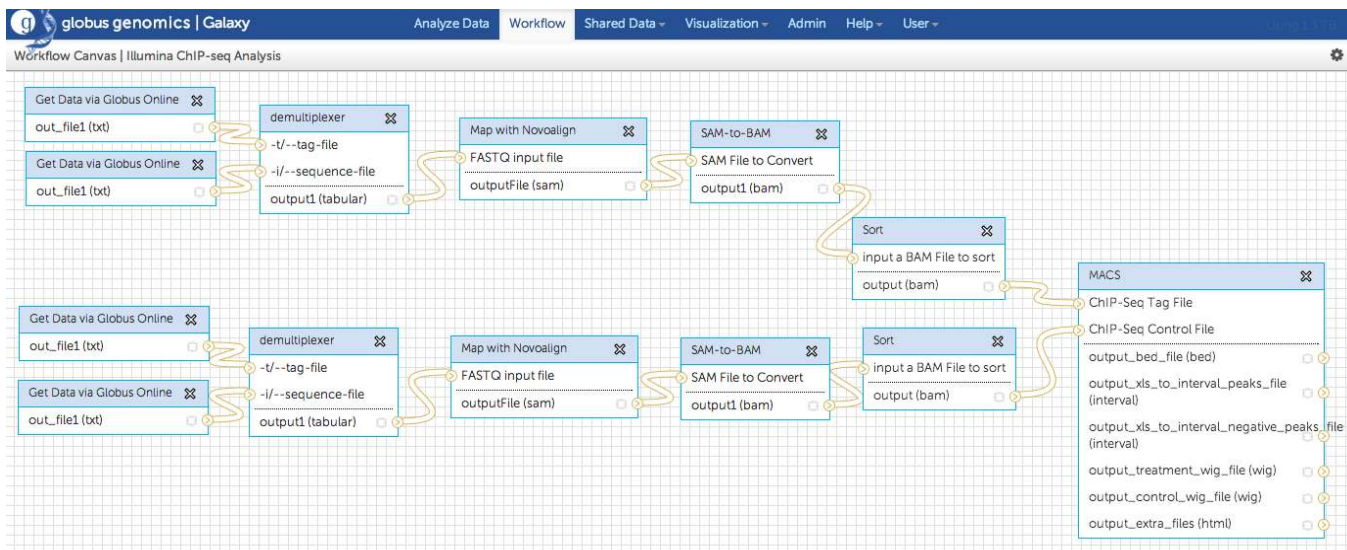 globus genomics | Galaxy
Analyze Data Workflow Shared Data Visualization Admin Help User
Workflow Canvas | Illumina ChIP-seq Analysis
Get Data via Globus Online
out_file1 (txt)
Get Data via Globus Online
out_file1 (txt)
demultiplexer
-t/--tag-file
-i/--sequence-file
output1 (tabular)
Map with Novoalign
FASTQ input file
outputFile (sam)
SAM-to-BAM
SAM File to Convert
output1 (bam)
Sort
input a BAM File to sort
output (bam)
Get Data via Globus Online
out_file1 (txt)
Get Data via Globus Online
out_file1 (txt)
demultiplexer
-t/--tag-file
-i/--sequence-file
output1 (tabular)
Map with Novoalign
FASTQ input file
outputFile (sam)
SAM-to-BAM
SAM File to Convert
output1 (bam)
Sort
input a BAM File to sort
output (bam)
MACS
ChIP-Seq Tag File
ChIP-Seq Control File
output_bed_file (bed)
output_xls_to_interval_peaks_file
(interval)
output_xls_to_interval_negative_peaks_file
(interval)
output_treatment_wig_file (wig)
output_control_wig_file (wig)
output_extra_files (html)